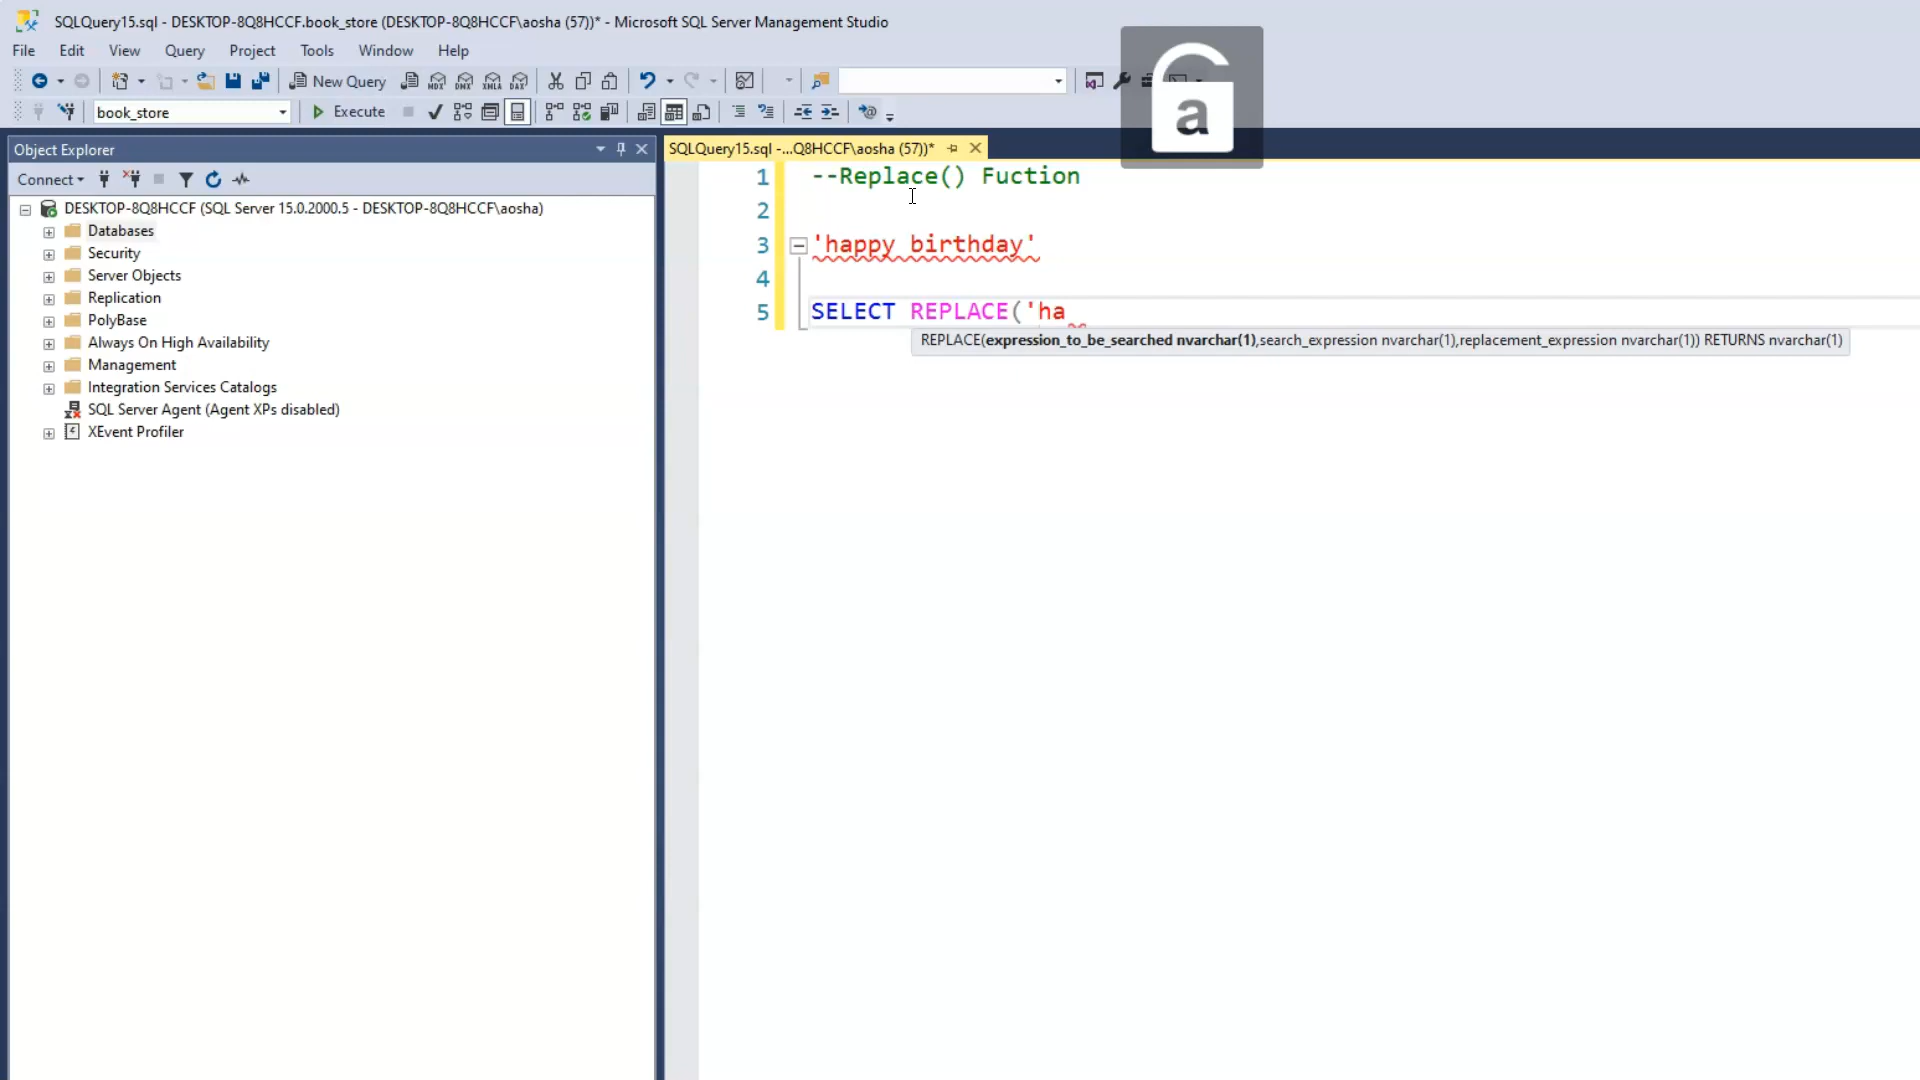 SQLQuery15.sql - DESKTOP-8Q8HCCF.book_store (DESKTOP-8Q8HCCF\aosha (57))* - Microsoft SQL Server Management Studio
File Edit View Query Project Tools Window Help
New Query MDX DMX XMLA DAX
book_store Execute
a
Object Explorer
SQLQuery15.sql -...Q8HCCF\aosha (57))*
Connect
DESKTOP-8Q8HCCF (SQL Server 15.0.2000.5 - DESKTOP-8Q8HCCF\aosha)
Databases
Security
Server Objects
Replication
PolyBase
Always On High Availability
Management
Integration Services Catalogs
SQL Server Agent (Agent XPs disabled)
XEvent Profiler
1 --Replace() Fuction
2
3 'happy birthday'
4
5 SELECT REPLACE('ha
REPLACE(expression_to_be_searched nvarchar(1),search_expression nvarchar(1),replacement_expression nvarchar(1)) RETURNS nvarchar(1)